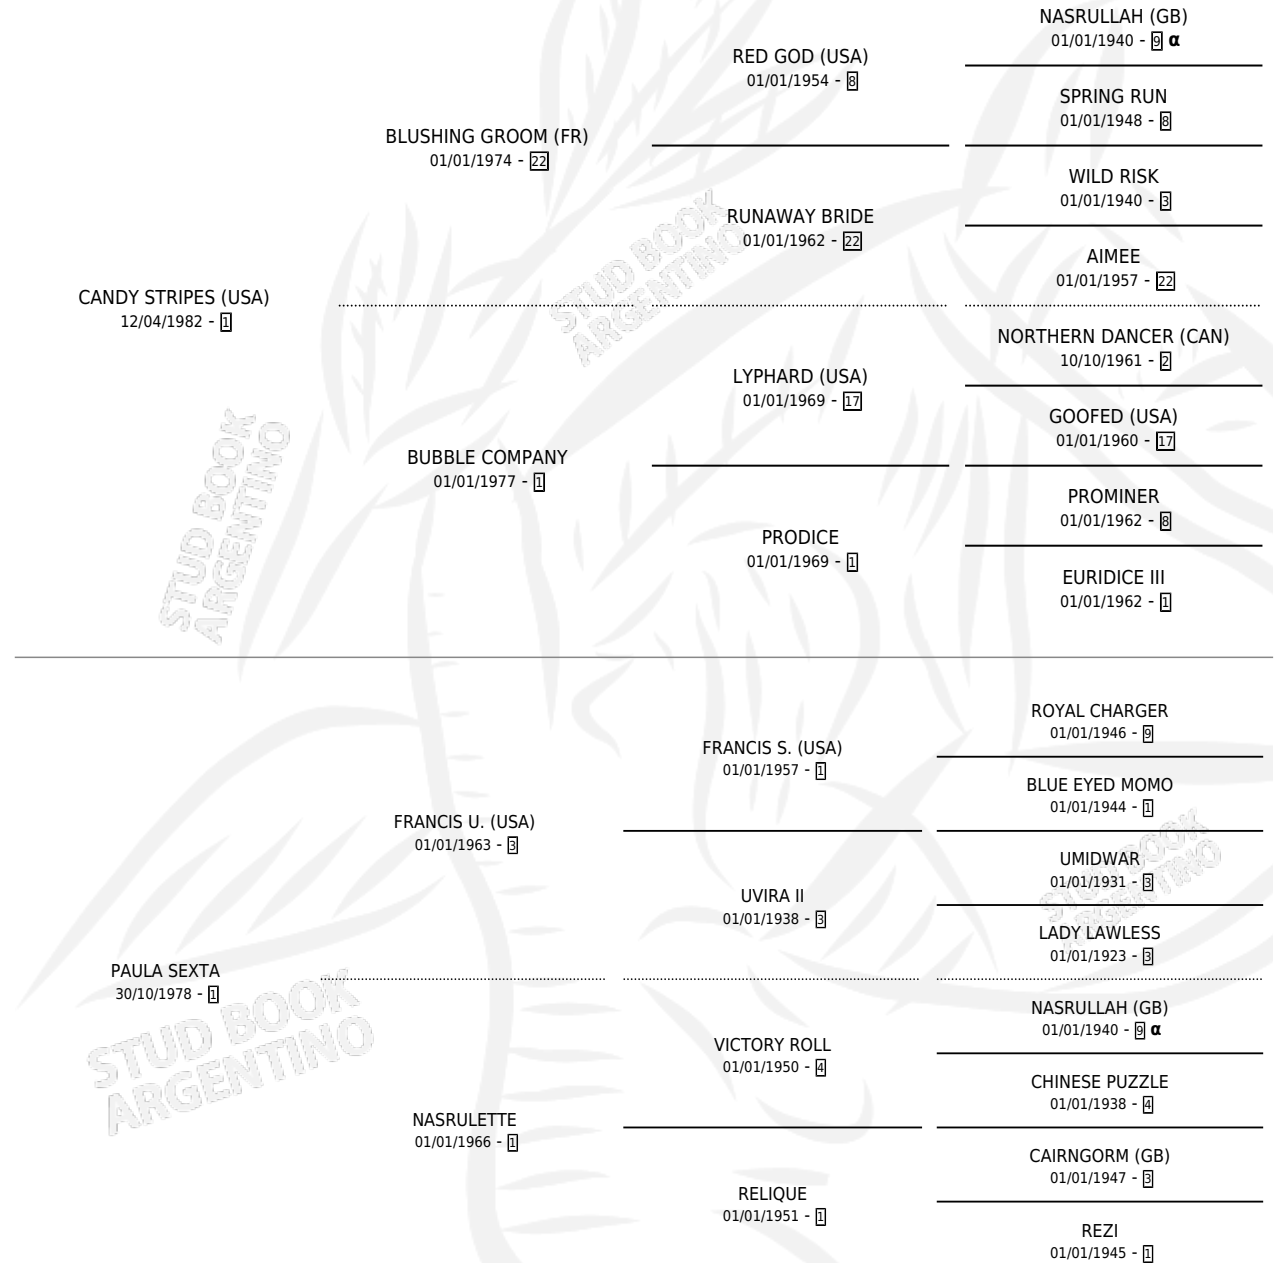 NASRULLAH (GB)
01/01/1940 - 9 α
RED GOD (USA)
01/01/1954 - 8
SPRING RUN
01/01/1948 - 8
BLUSHING GROOM (FR)
01/01/1974 - 22
WILD RISK
01/01/1940 - 3
RUNAWAY BRIDE
01/01/1962 - 22
AIMEE
01/01/1957 - 22
CANDY STRIPES (USA)
12/04/1982 - 1
NORTHERN DANCER (CAN)
10/10/1961 - 2
LYPHARD (USA)
01/01/1969 - 17
GOOFED (USA)
01/01/1960 - 17
BUBBLE COMPANY
01/01/1977 - 1
PROMINER
01/01/1962 - 8
PRODICE
01/01/1969 - 1
EURIDICE III
01/01/1962 - 1
ROYAL CHARGER
01/01/1946 - 9
FRANCIS S. (USA)
01/01/1957 - 1
BLUE EYED MOMO
01/01/1944 - 1
FRANCIS U. (USA)
01/01/1963 - 3
UMIDWAR
01/01/1931 - 3
UVIRA II
01/01/1938 - 3
LADY LAWLESS
01/01/1923 - 3
PAULA SEXTA
30/10/1978 - 1
NASRULLAH (GB)
01/01/1940 - 9 α
VICTORY ROLL
01/01/1950 - 4
CHINESE PUZZLE
01/01/1938 - 4
NASRULETTE
01/01/1966 - 1
CAIRNGORM (GB)
01/01/1947 - 3
RELIQUE
01/01/1951 - 1
REZI
01/01/1945 - 1
STUD BOOK
ARGENTINO
STUD BOOK
ARGENTINO
STUD BOOK
ARGENTINO
STUD BOOK
ARGENTINO